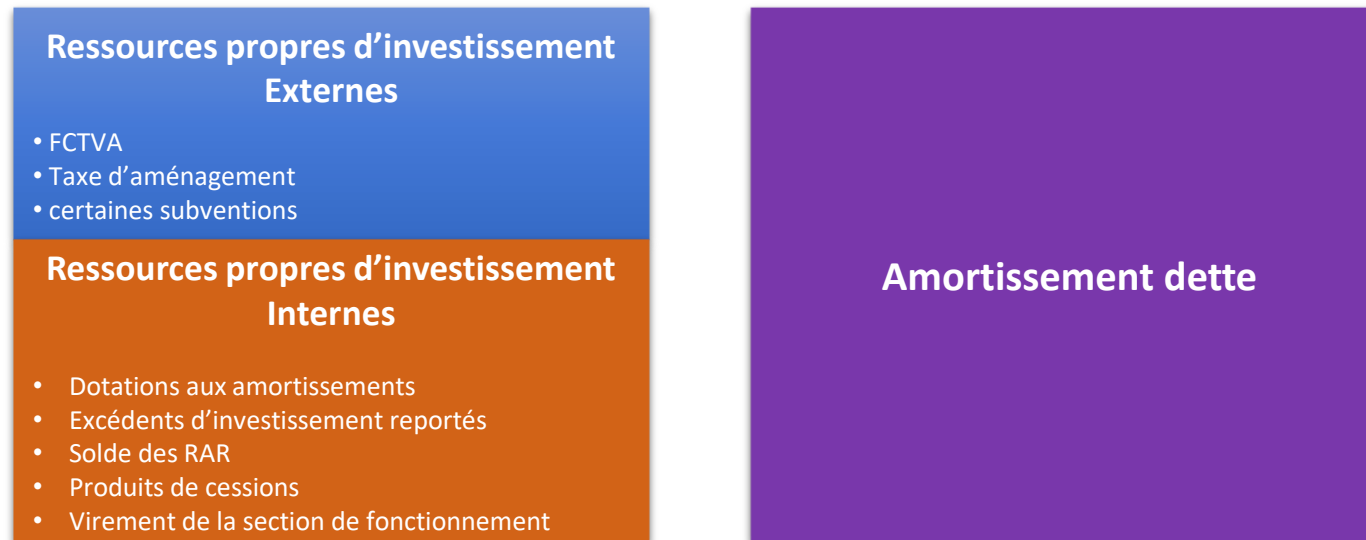 Ressources propres d’investissement
Externes
• FCTVA
• Taxe d’aménagement
• certaines subventions
Ressources propres d’investissement
Internes
• Dotations aux amortissements
• Excédents d’investissement reportés
• Solde des RAR
• Produits de cessions
• Virement de la section de fonctionnement
Amortissement dette